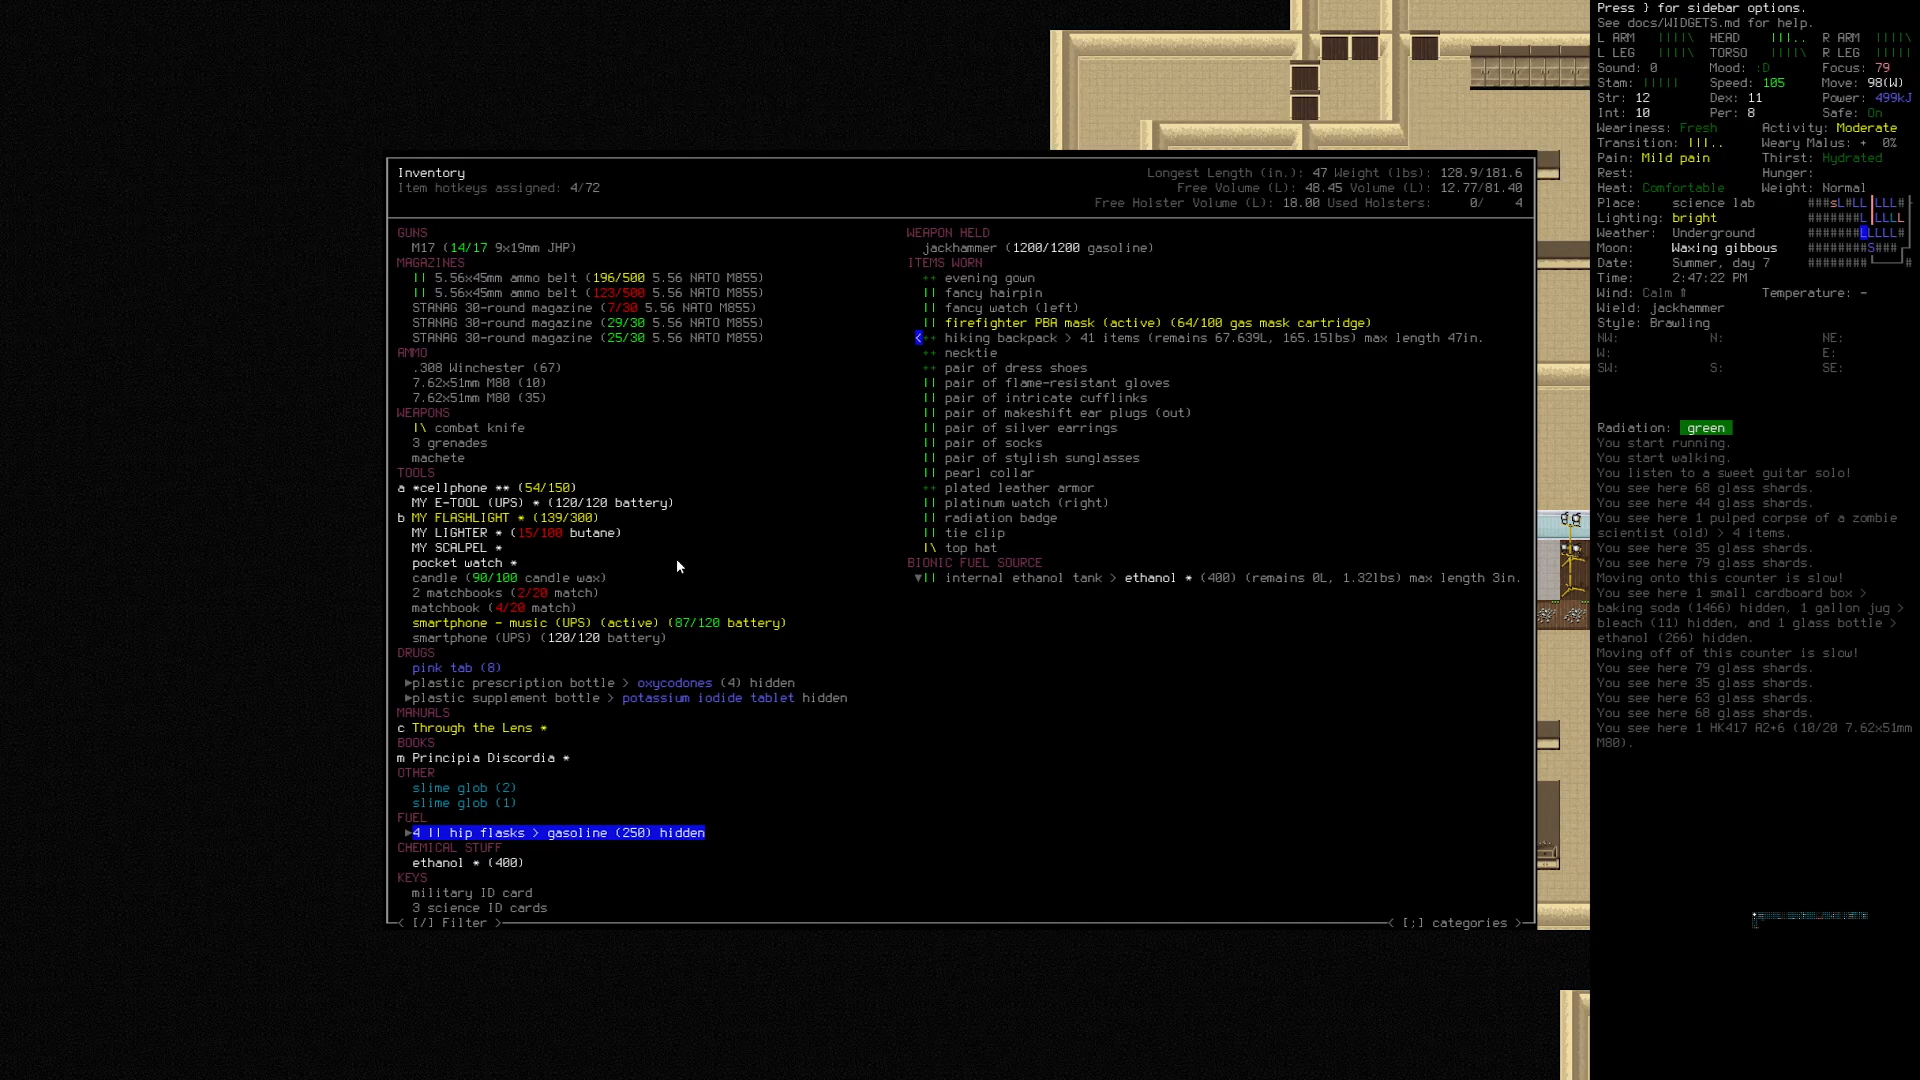 Inventory
Item hotkeys assigned: 4/72
Longest Length (in.): 47 Weight (lbs): 128.9/181.6
Free Volume (L): 48.45 Volume (L): 12.77/81.40
Free Holster Volume (L): 18.00 Used Holsters: 0/ 4
GUNS
M17 (14/17 9x19mm JHP)
MAGAZINES
|| 5.56x45mm ammo belt (196/500 5.56 NATO M855)
|| 5.56x45mm ammo belt (123/500 5.56 NATO M855)
STANAG 30-round magazine (7/30 5.56 NATO M855)
STANAG 30-round magazine (29/30 5.56 NATO M855)
STANAG 30-round magazine (25/30 5.56 NATO M855)
AMMO
.308 Winchester (67)
7.62x51mm M80 (10)
7.62x51mm M80 (35)
WEAPONS
|\ combat knife
3 grenades
machete
TOOLS
a *cellphone ** (54/150)
MY E-TOOL (UPS) * (120/120 battery)
b MY FLASHLIGHT * (139/300)
MY LIGHTER * (15/100 butane)
MY SCALPEL *
pocket watch *
candle (90/100 candle wax)
2 matchbooks (2/20 match)
matchbook (4/20 match)
smartphone - music (UPS) (active) (87/120 battery)
smartphone (UPS) (120/120 battery)
DRUGS
pink tab (8)
▶plastic prescription bottle > oxycodones (4) hidden
▶plastic supplement bottle > potassium iodide tablet hidden
MANUALS
c Through the Lens *
BOOKS
m Principia Discordia *
OTHER
slime glob (2)
slime glob (1)
FUEL
▶4 || hip flasks > gasoline (250) hidden
CHEMICAL STUFF
ethanol * (400)
KEYS
military ID card
3 science ID cards
< [/] Filter >
WEAPON HELD
jackhammer (1200/1200 gasoline)
ITEMS WORN
++ evening gown
|| fancy hairpin
|| fancy watch (left)
|| firefighter PBA mask (active) (64/100 gas mask cartridge)
< ++ hiking backpack > 41 items (remains 67.639L, 165.15lbs) max length 47in.
++ necktie
++ pair of dress shoes
|| pair of flame-resistant gloves
|| pair of intricate cufflinks
|| pair of makeshift ear plugs (out)
|| pair of silver earrings
|| pair of socks
|| pair of stylish sunglasses
|| pearl collar
++ plated leather armor
|| platinum watch (right)
|| radiation badge
|| tie clip
|\ top hat
BIONIC FUEL SOURCE
▼|| internal ethanol tank > ethanol * (400) (remains 0L, 1.32lbs) max length 3in.
< [;] categories >
Press } for sidebar options.
See docs/WIDGETS.md for help.
L ARM ||||\ HEAD |||.. R ARM ||||\
L LEG ||||\ TORSO ||||\ R LEG |||||
Sound: 0 Mood: :D Focus: 79
Stam: ||||| Speed: 105 Move: 98(W)
Str: 12 Dex: 11 Power: 499kJ
Int: 10 Per: 8 Safe: On
Weariness: Fresh Activity: Moderate
Transition: |||.. Weary Malus: + 0%
Pain: Mild pain Thirst: Hydrated
Rest: Hunger:
Heat: Comfortable Weight: Normal
Place: science lab
Lighting: bright
Weather: Underground
Moon: Waxing gibbous
Date: Summer, day 7
Time: 2:47:22 PM
Wind: Calm ⇑ Temperature: -
Wield: jackhammer
Style: Brawling
NW: N: NE:
W: E:
SW: S: SE:
Radiation: green
You start running.
You start walking.
You listen to a sweet guitar solo!
You see here 68 glass shards.
You see here 44 glass shards.
You see here 1 pulped corpse of a zombie
scientist (old) > 4 items.
You see here 35 glass shards.
You see here 79 glass shards.
Moving onto this counter is slow!
You see here 1 small cardboard box >
baking soda (1466) hidden, 1 gallon jug >
bleach (11) hidden, and 1 glass bottle >
ethanol (266) hidden.
Moving off of this counter is slow!
You see here 79 glass shards.
You see here 35 glass shards.
You see here 63 glass shards.
You see here 68 glass shards.
You see here 1 HK417 A2+6 (10/20 7.62x51mm
M80).